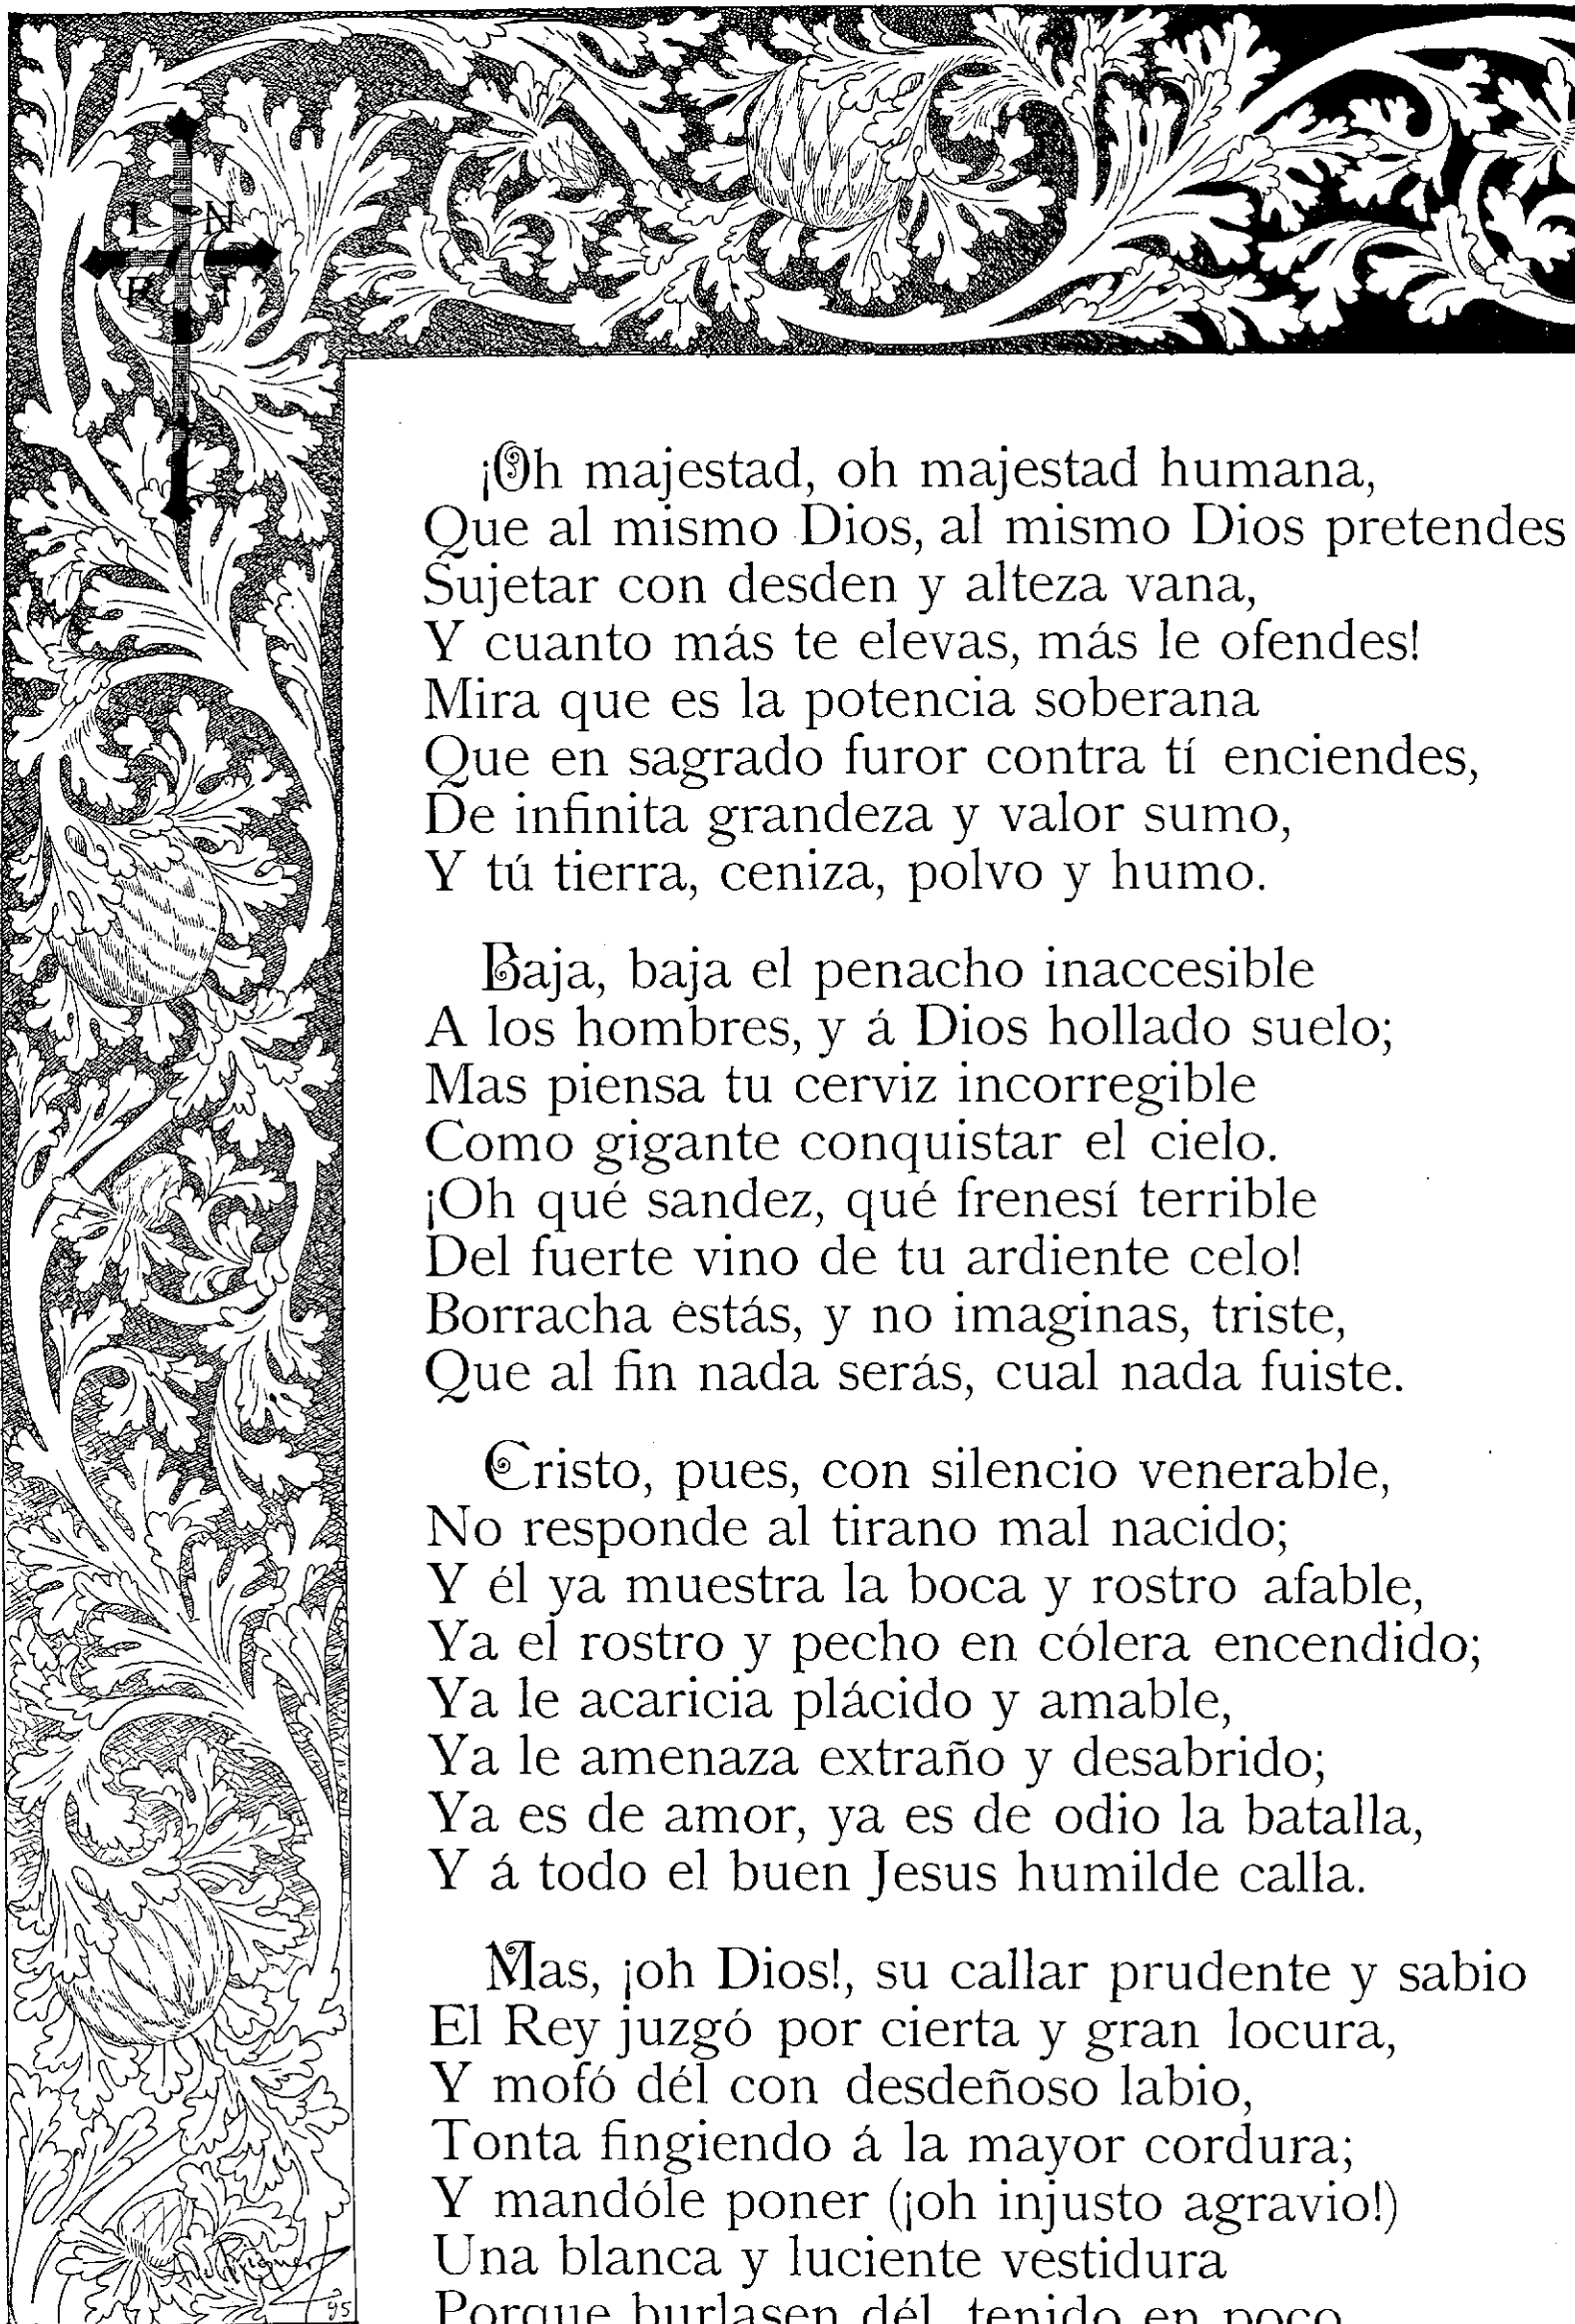 I N
R I
¡Oh majestad, oh majestad humana,
Que al mismo Dios, al mismo Dios pretendes
Sujetar con desden y alteza vana,
Y cuanto más te elevas, más le ofendes!
Mira que es la potencia soberana
Que en sagrado furor contra tí enciendes,
De infinita grandeza y valor sumo,
Y tú tierra, ceniza, polvo y humo.
Baja, baja el penacho inaccesible
A los hombres, y á Dios hollado suelo;
Mas piensa tu cerviz incorregible
Como gigante conquistar el cielo.
¡Oh qué sandez, qué frenesí terrible
Del fuerte vino de tu ardiente celo!
Borracha estás, y no imaginas, triste,
Que al fin nada serás, cual nada fuiste.
Cristo, pues, con silencio venerable,
No responde al tirano mal nacido;
Y él ya muestra la boca y rostro afable,
Ya el rostro y pecho en cólera encendido;
Ya le acaricia plácido y amable,
Ya le amenaza extraño y desabrido;
Ya es de amor, ya es de odio la batalla,
Y á todo el buen Jesus humilde calla.
Mas, ¡oh Dios!, su callar prudente y sabio
El Rey juzgó por cierta y gran locura,
Y mofó dél con desdeñoso labio,
Tonta fingiendo á la mayor cordura;
Y mandóle poner (¡oh injusto agravio!)
Una blanca y luciente vestidura
Porque burlasen dél, tenido en poco
95